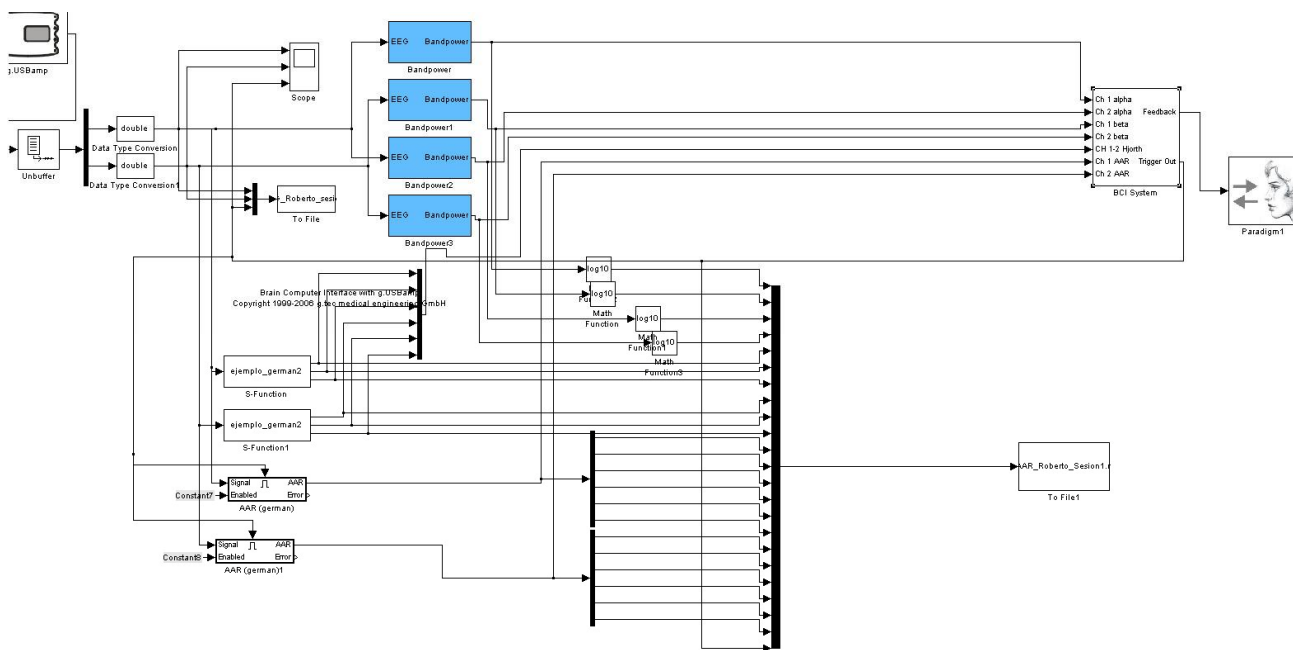 g.USBamp
Unbuffer
double
Data Type Conversion
double
Data Type Conversion1
Scope
_Roberto_sesi
To File
EEG Bandpower
Bandpower
EEG Bandpower
Bandpower1
EEG Bandpower
Bandpower2
EEG Bandpower
Bandpower3
Ch 1 alpha
Ch 2 alpha
Ch 1 beta
Ch 2 beta
CH 1-2 Hjorth
Ch 1 AAR
Ch 2 AAR
Feedback
Trigger Out
BCI System
Paradigm1
Brain Computer Interface with g.USBamp
Copyright 1999-2006 g.tec medical engineering GmbH
log10
log10
Math
Function
log10
Math
Function1
log10
Math
Function3
ejemplo_german2
S-Function
ejemplo_german2
S-Function1
Constant7
Signal AAR
Enabled Error
AAR (german)
Constant8
Signal AAR
Enabled Error
AAR (german)1
AAR_Roberto_Sesion1.
To File1